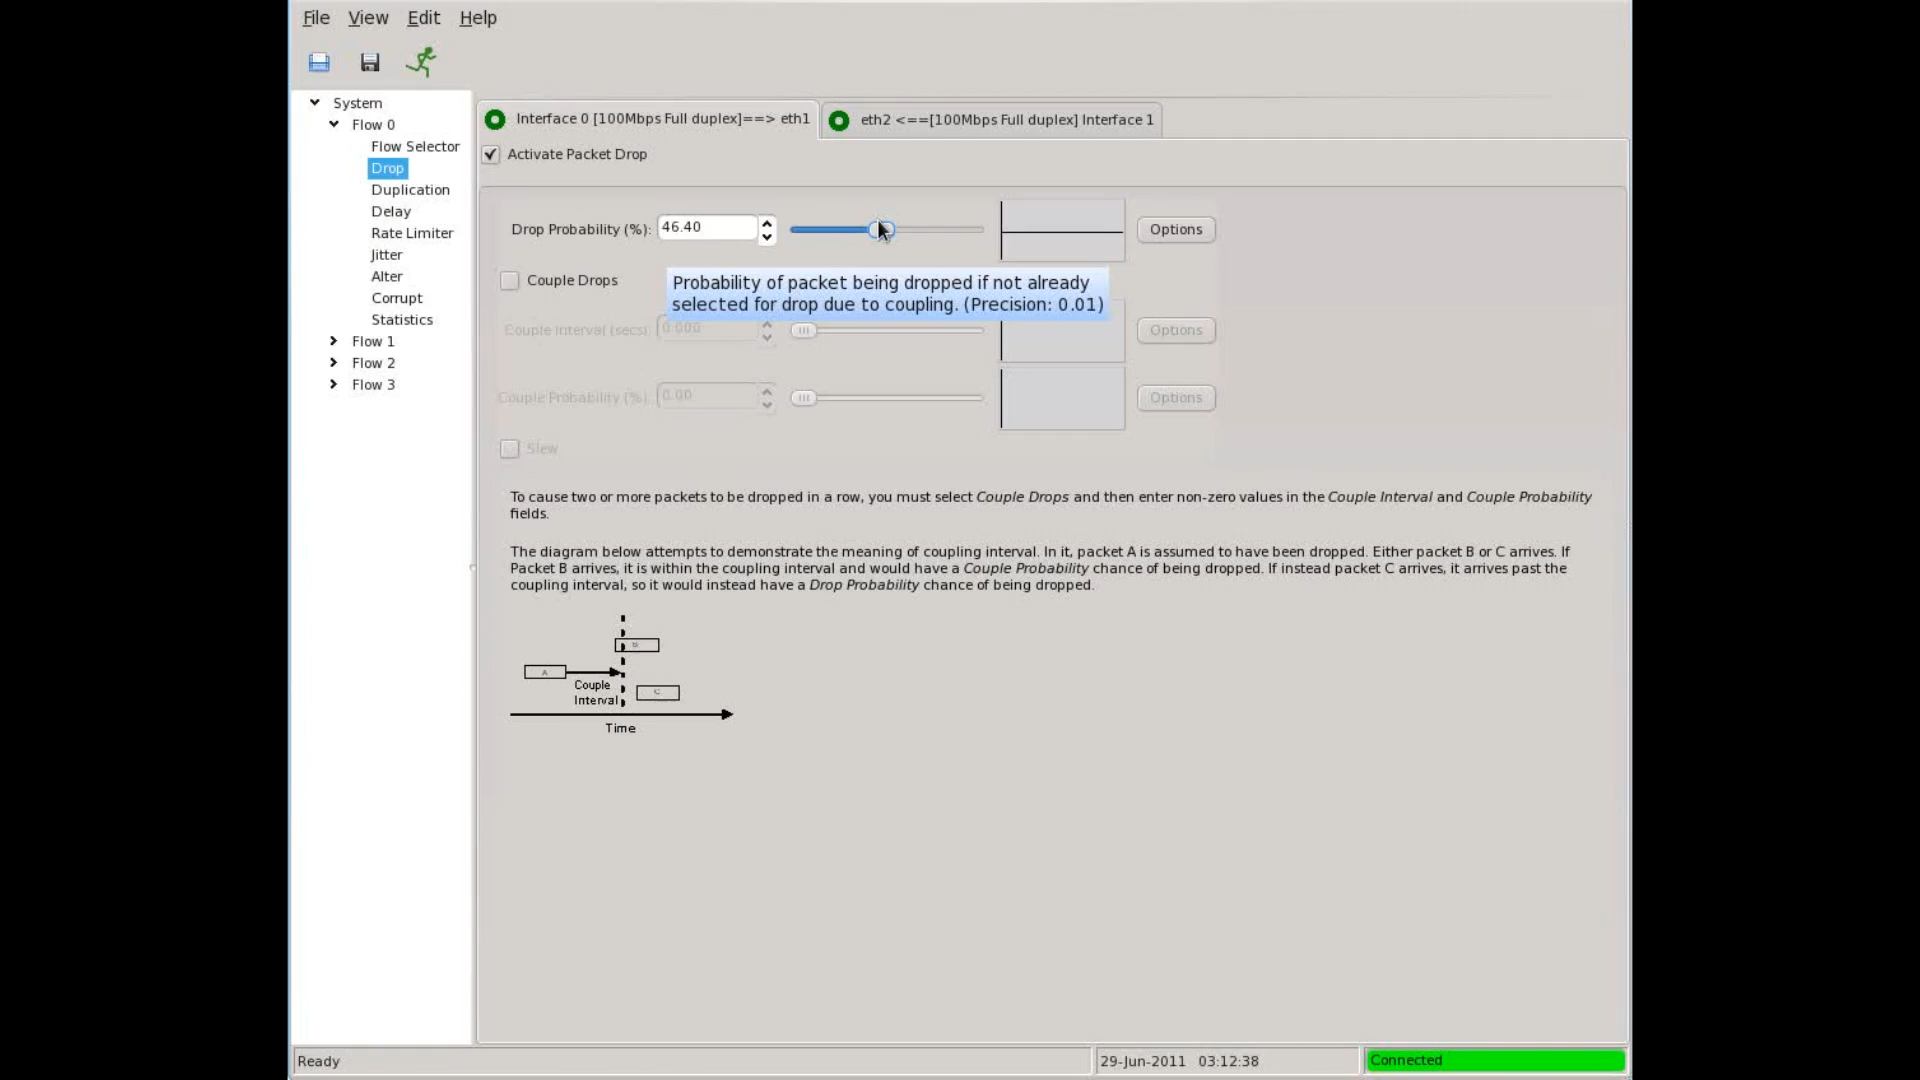 File View Edit Help
System
Flow 0
Flow Selector
Drop
Duplication
Delay
Rate Limiter
Jitter
Alter
Corrupt
Statistics
Flow 1
Flow 2
Flow 3
Interface 0 [100Mbps Full duplex]==> eth1
eth2 <==[100Mbps Full duplex] Interface 1
Activate Packet Drop
Drop Probability (%): 46.40 Options
Couple Drops
Probability of packet being dropped if not already
selected for drop due to coupling. (Precision: 0.01)
Couple Interval (secs): 0.000 Options
Couple Probability (%): 0.00 Options
Slew
To cause two or more packets to be dropped in a row, you must select Couple Drops and then enter non-zero values in the Couple Interval and Couple Probability
fields.
The diagram below attempts to demonstrate the meaning of coupling interval. In it, packet A is assumed to have been dropped. Either packet B or C arrives. If
Packet B arrives, it is within the coupling interval and would have a Couple Probability chance of being dropped. If instead packet C arrives, it arrives past the
coupling interval, so it would instead have a Drop Probability chance of being dropped.
B
A
Couple
Interval
C
Time
Ready
29-Jun-2011 03:12:38
Connected